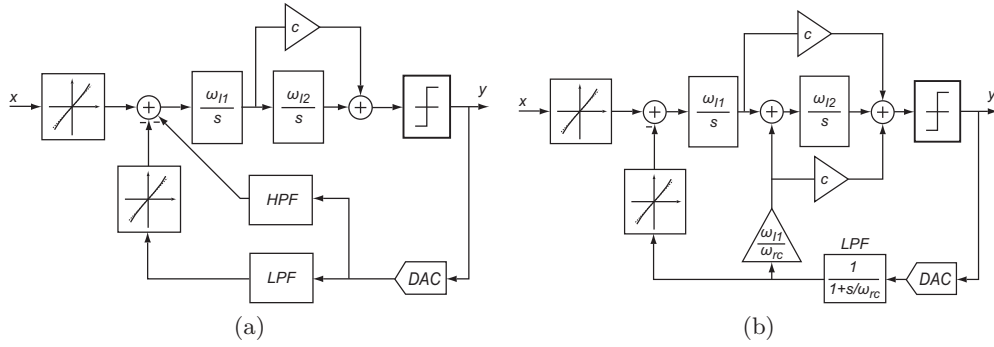 c
x
ω_I1
s
ω_I2
s
y
HPF
LPF
DAC
(a)
c
x
ω_I1
s
ω_I2
s
y
c
ω_I1
ω_rc
LPF
1
1+s/ω_rc
DAC
(b)